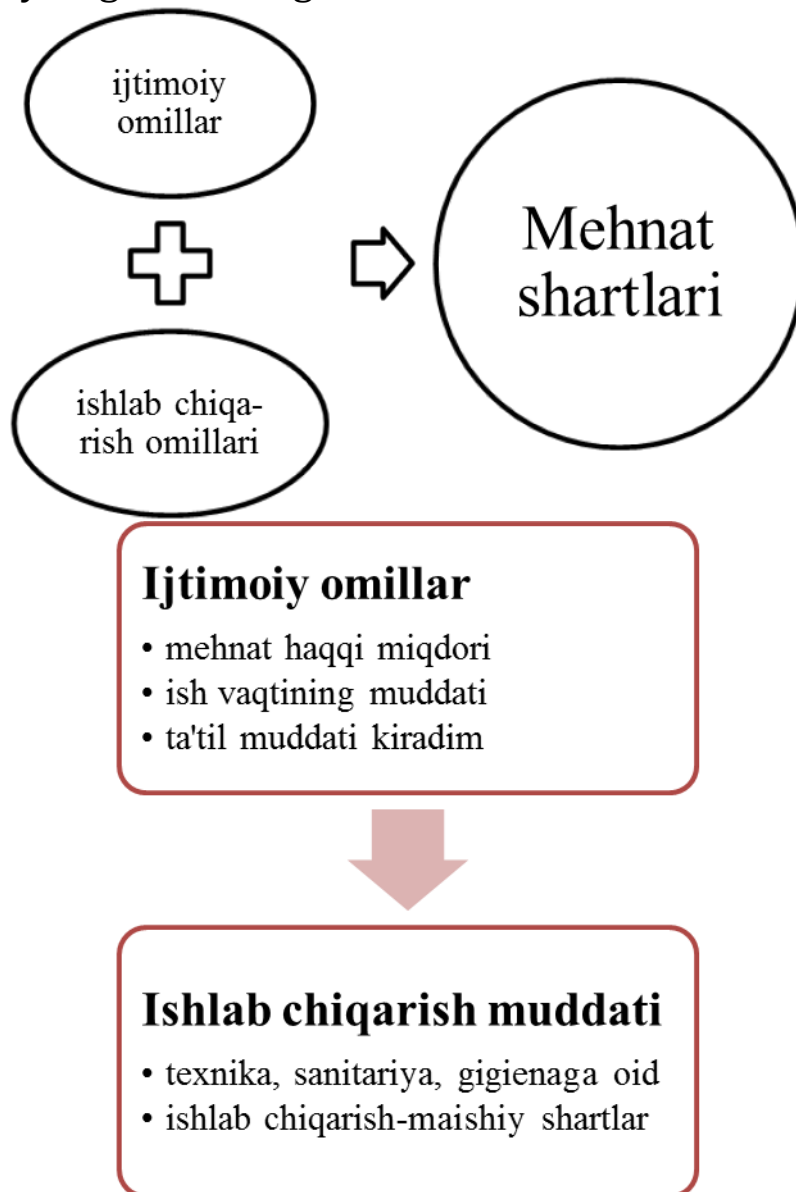 ijtimoiy
omillar
Mehnat
shartlari
ishlab chiqa-
rish omillari
Ijtimoiy omillar
• mehnat haqqi miqdori
• ish vaqtining muddati
• ta'til muddati kiradim
Ishlab chiqarish muddati
• texnika, sanitariya, gigienaga oid
• ishlab chiqarish-maishiy shartlar